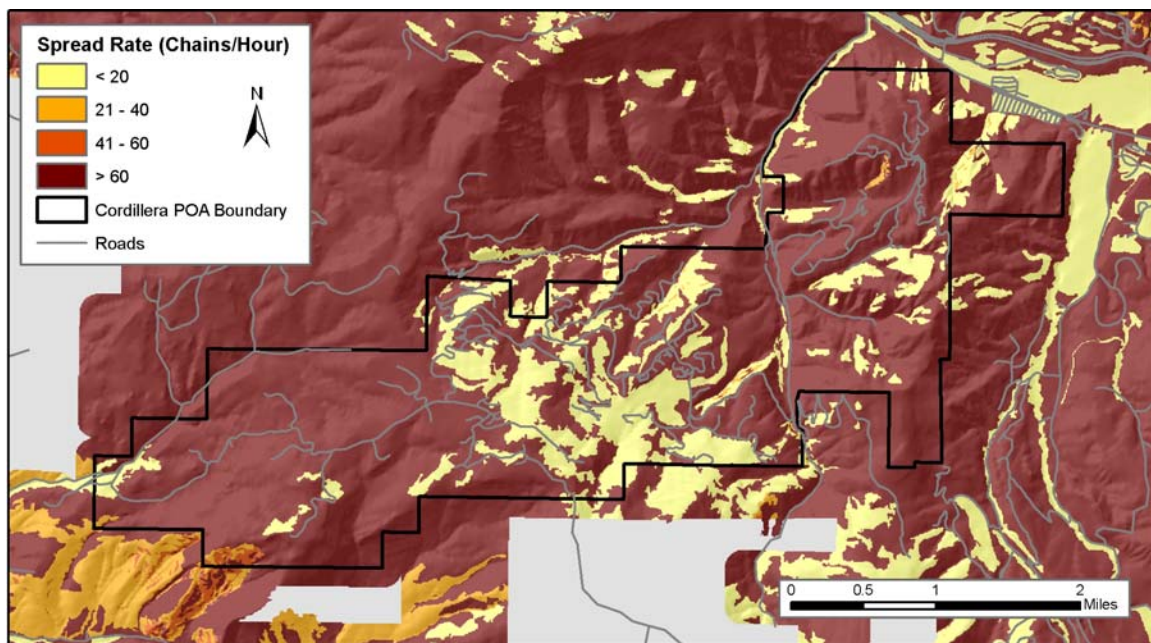 Spread Rate (Chains/Hour)
< 20
21 - 40
41 - 60
> 60
Cordillera POA Boundary
Roads
N
0 0.5 1 2
Miles